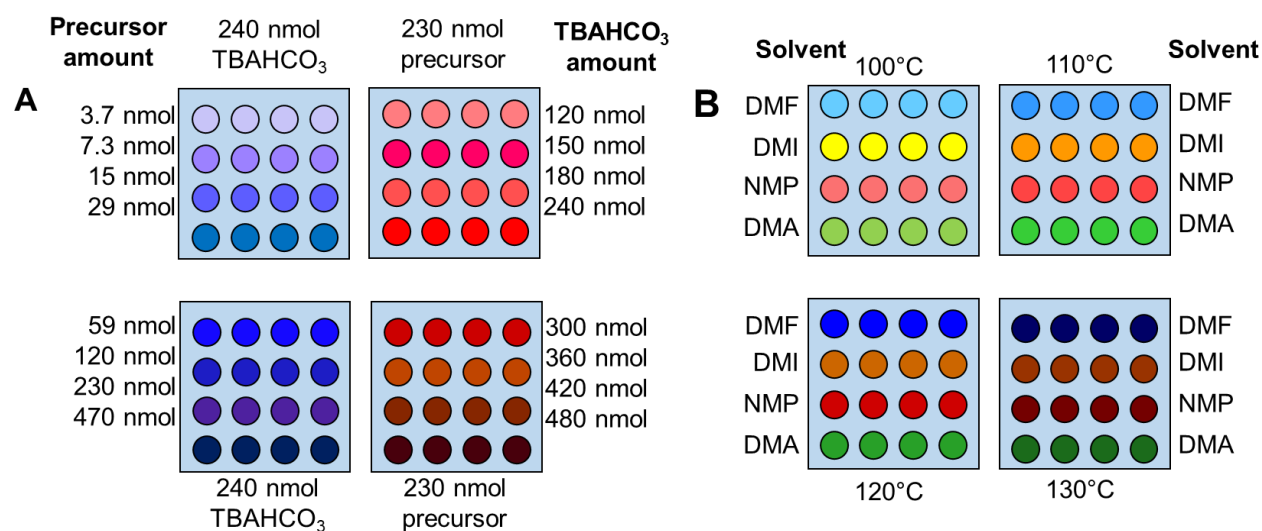 A
Precursor
amount
240 nmol
TBAHCO₃
230 nmol
precursor
TBAHCO₃
amount
3.7 nmol
7.3 nmol
15 nmol
29 nmol
120 nmol
150 nmol
180 nmol
240 nmol
59 nmol
120 nmol
230 nmol
470 nmol
300 nmol
360 nmol
420 nmol
480 nmol
240 nmol
TBAHCO₃
230 nmol
precursor
B
Solvent
100°C
110°C
Solvent
DMF
DMI
NMP
DMA
DMF
DMI
NMP
DMA
DMF
DMI
NMP
DMA
DMF
DMI
NMP
DMA
120°C
130°C